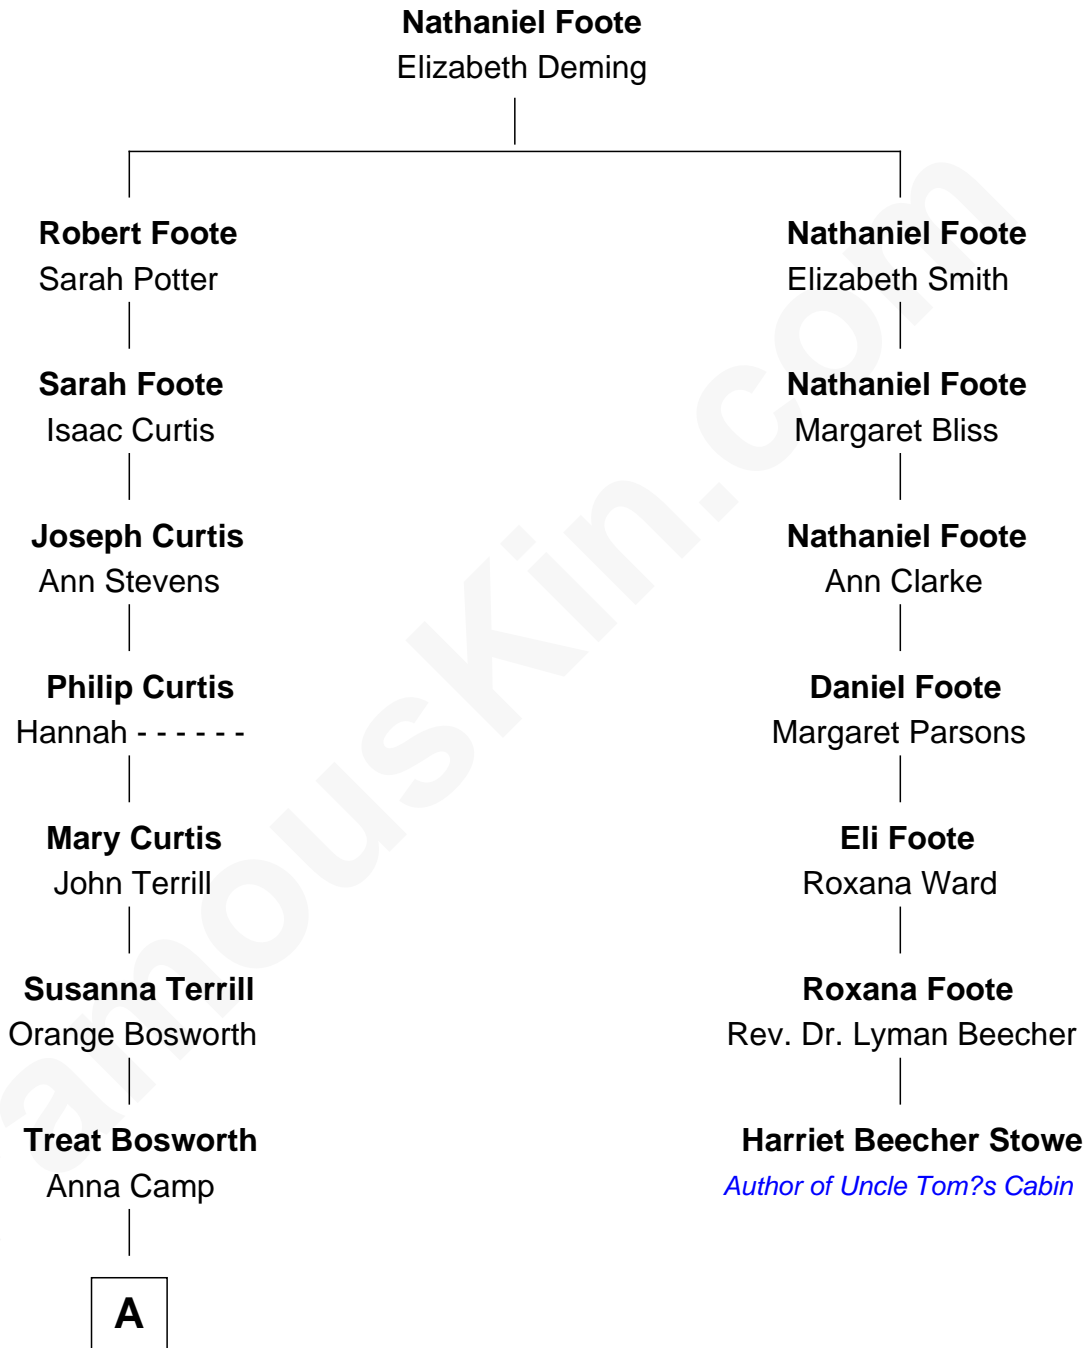 Nathaniel Foote
Elizabeth Deming
Robert Foote
Sarah Potter
Sarah Foote
Isaac Curtis
Joseph Curtis
Ann Stevens
Philip Curtis
Hannah - - - - - -
Mary Curtis
John Terrill
Susanna Terrill
Orange Bosworth
Treat Bosworth
Anna Camp
A
Nathaniel Foote
Elizabeth Smith
Nathaniel Foote
Margaret Bliss
Nathaniel Foote
Ann Clarke
Daniel Foote
Margaret Parsons
Eli Foote
Roxana Ward
Roxana Foote
Rev. Dr. Lyman Beecher
Harriet Beecher Stowe
Author of Uncle Tom?s Cabin
amousKin.com